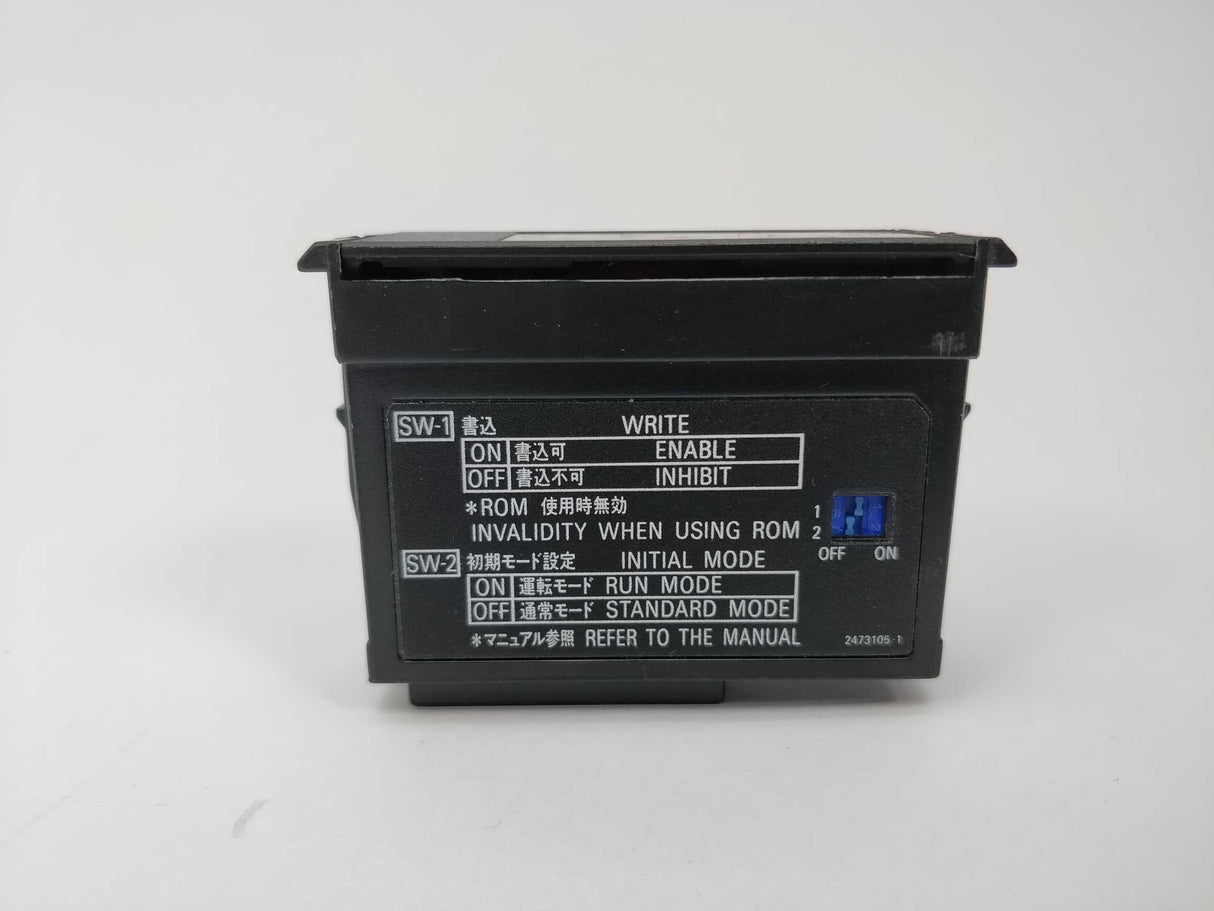 SW-1 書込 WRITE
ON 書込可 ENABLE
OFF 書込不可 INHIBIT
*ROM 使用時無効
INVALIDITY WHEN USING ROM
1
2
OFF ON
SW-2 初期モード設定 INITIAL MODE
ON 運転モード RUN MODE
OFF 通常モード STANDARD MODE
*マニュアル参照 REFER TO THE MANUAL
2473105-1